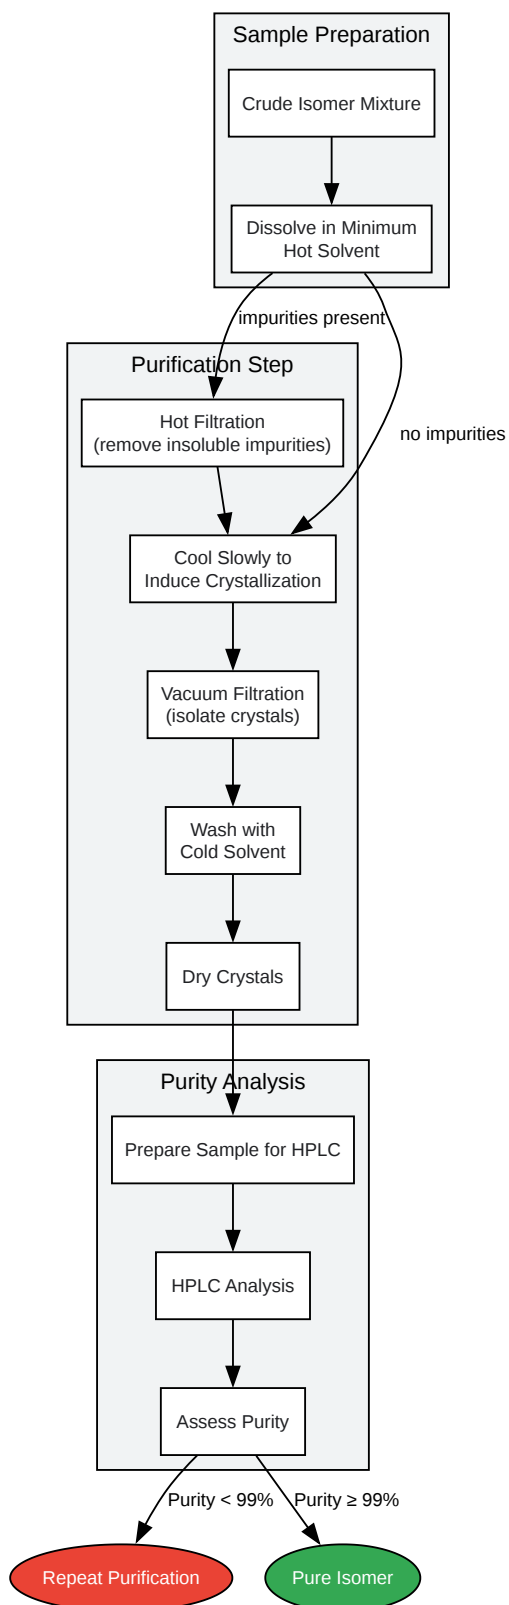 Sample Preparation
Crude Isomer Mixture
Dissolve in Minimum
Hot Solvent
impurities present
no impurities
Purification Step
Hot Filtration
(remove insoluble impurities)
Cool Slowly to
Induce Crystallization
Vacuum Filtration
(isolate crystals)
Wash with
Cold Solvent
Dry Crystals
Purity Analysis
Prepare Sample for HPLC
HPLC Analysis
Assess Purity
Purity < 99%
Purity ≥ 99%
Repeat Purification
Pure Isomer